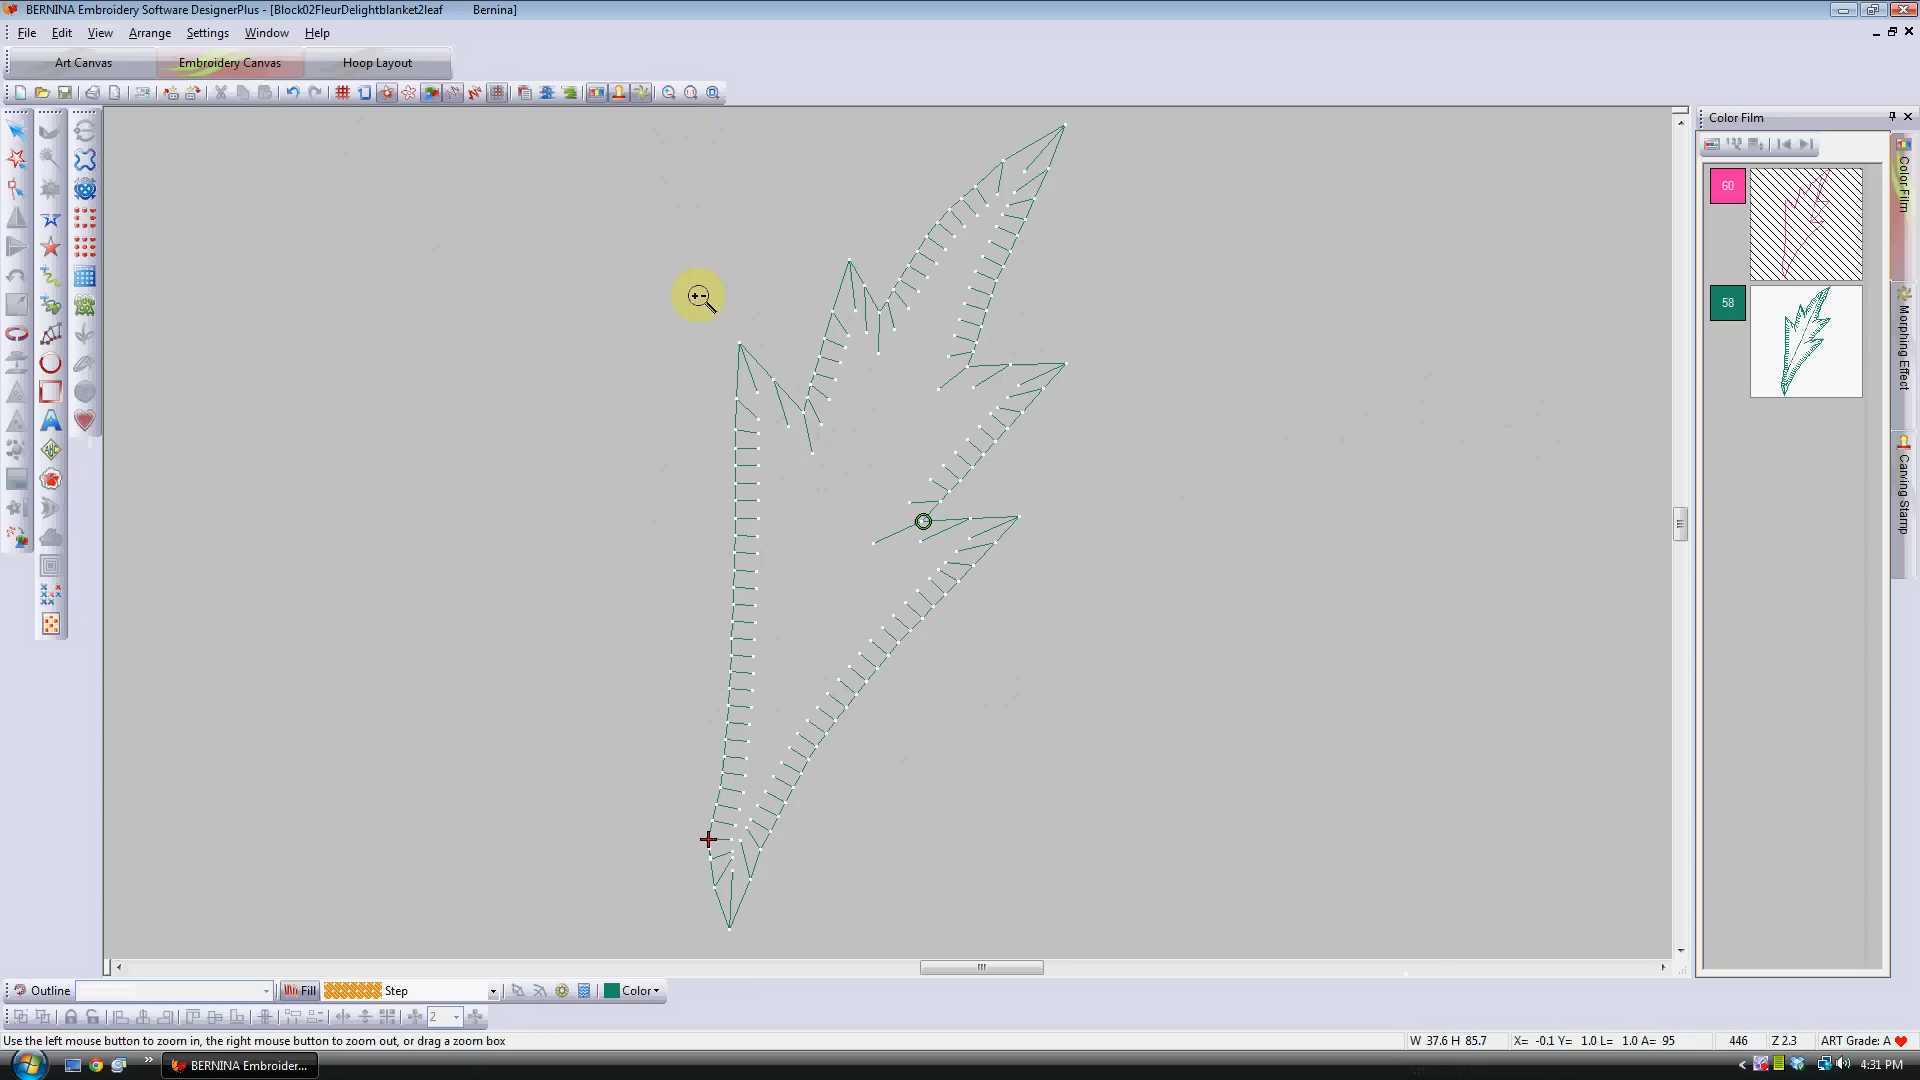 BERNINA Embroidery Software DesignerPlus - [Block02FleurDelightblanket2leaf Bernina]
File Edit View Arrange Settings Window Help
Art Canvas Embroidery Canvas Hoop Layout
Color Film
60
58
Color Film
Morphing Effect
Carving Stamp
Outline Fill Step Color
2
Use the left mouse button to zoom in, the right mouse button to zoom out, or drag a zoom box
W 37.6 H 85.7 X= -0.1 Y= 1.0 L= 1.0 A= 95 446 Z 2.3 ART Grade: A
BERNINA Embroider... 4:31 PM